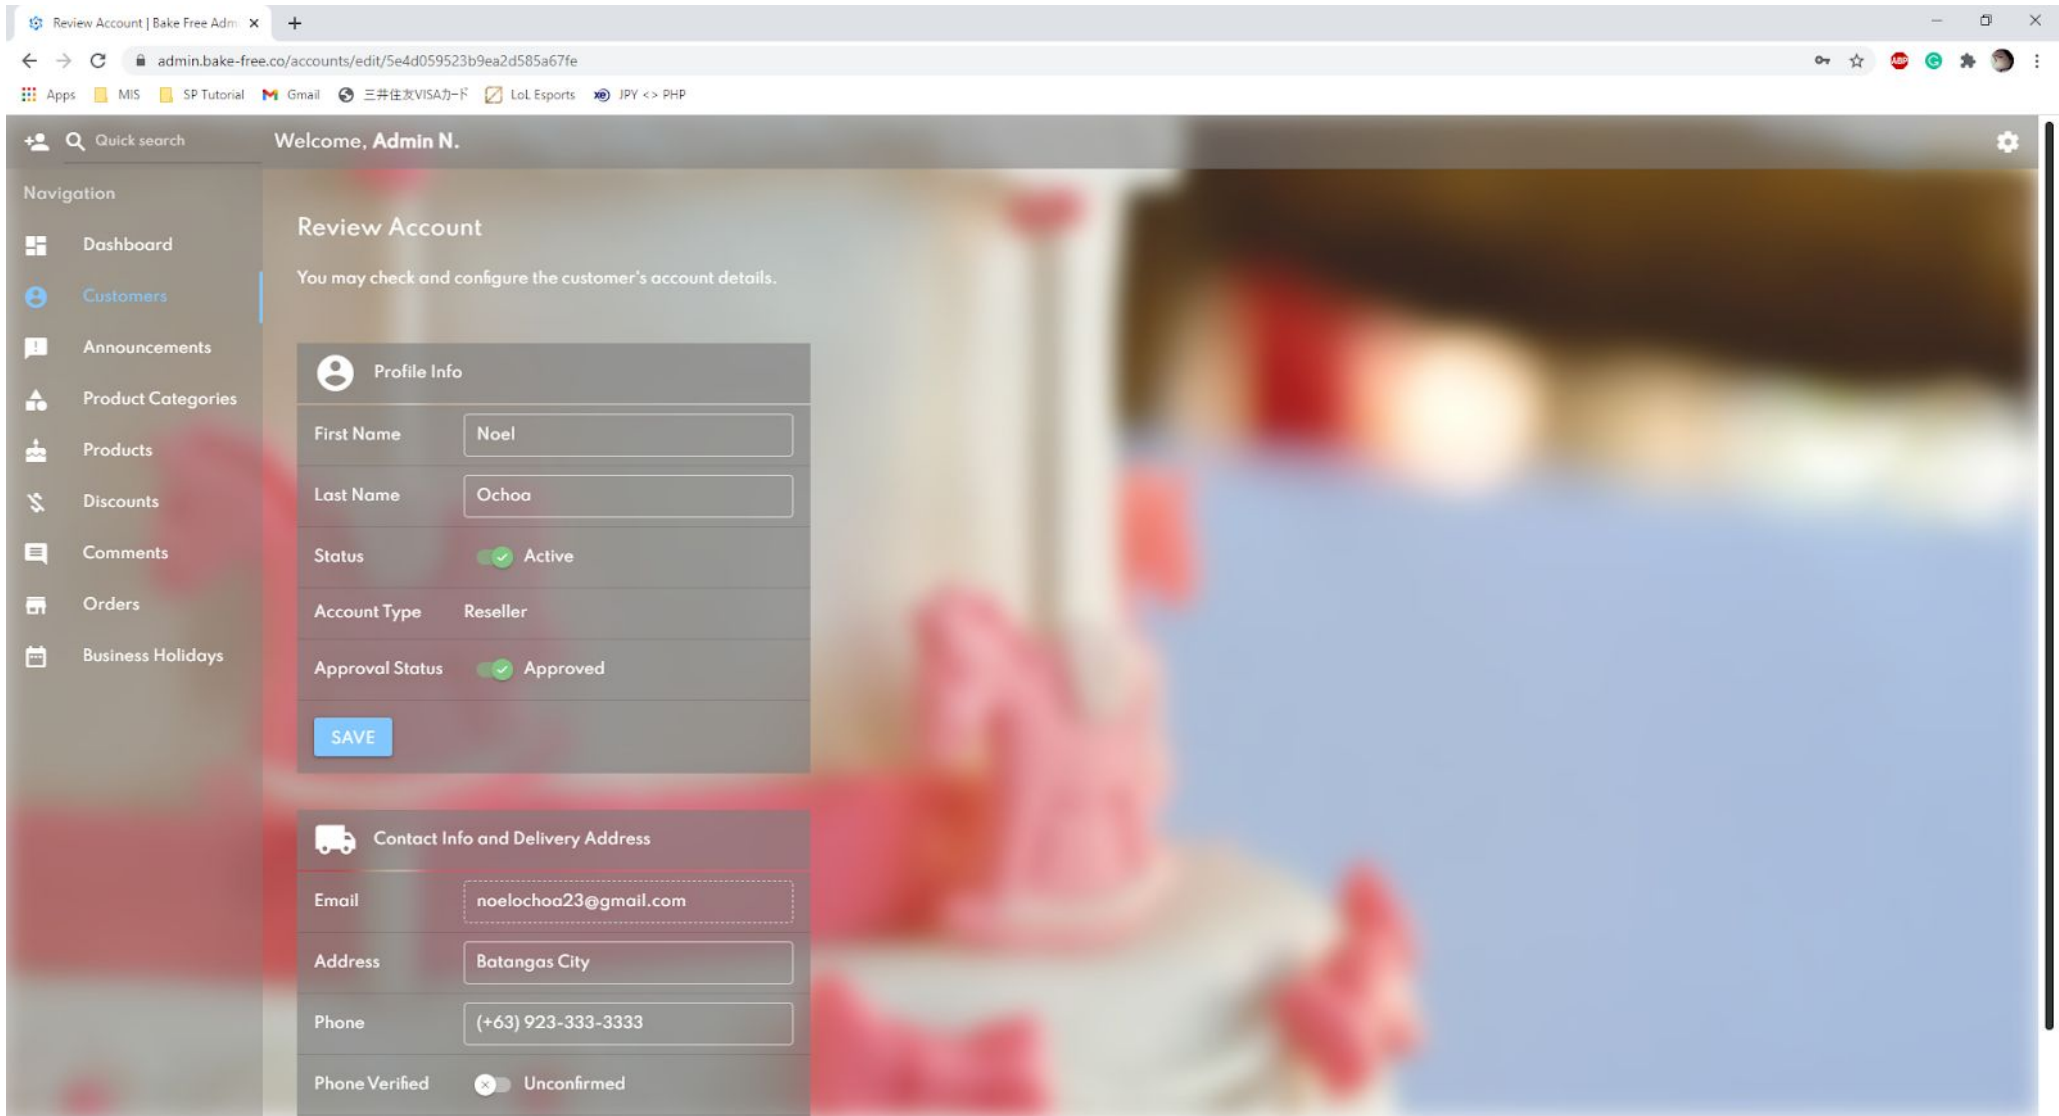 Review Account | Bake Free Adm
admin.bake-free.co/accounts/edit/5e4d059523b9ea2d585a67fe
ABP
Apps MIS SP Tutorial Gmail 三井住友VISAカード LoL Esports xe JPY <> PHP
Quick search Welcome, Admin N.
Navigation
Dashboard
Customers
Announcements
Product Categories
Products
Discounts
Comments
Orders
Business Holidays
Review Account
You may check and configure the customer's account details.
Profile Info
First Name Noel
Last Name Ochoa
Status Active
Account Type Reseller
Approval Status Approved
SAVE
Contact Info and Delivery Address
Email noelochoa23@gmail.com
Address Batangas City
Phone (+63) 923-333-3333
Phone Verified Unconfirmed